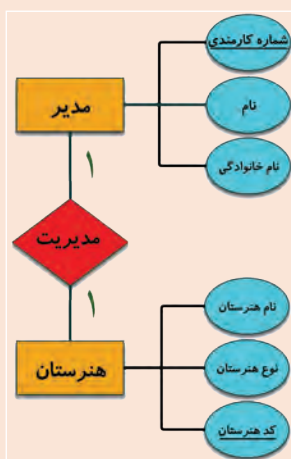 شماره کارمندی
مدیر
نام
نام خانوادگی
۱
مدیریت
۱
نام هنرستان
هنرستان
نوع هنرستان
کد هنرستان